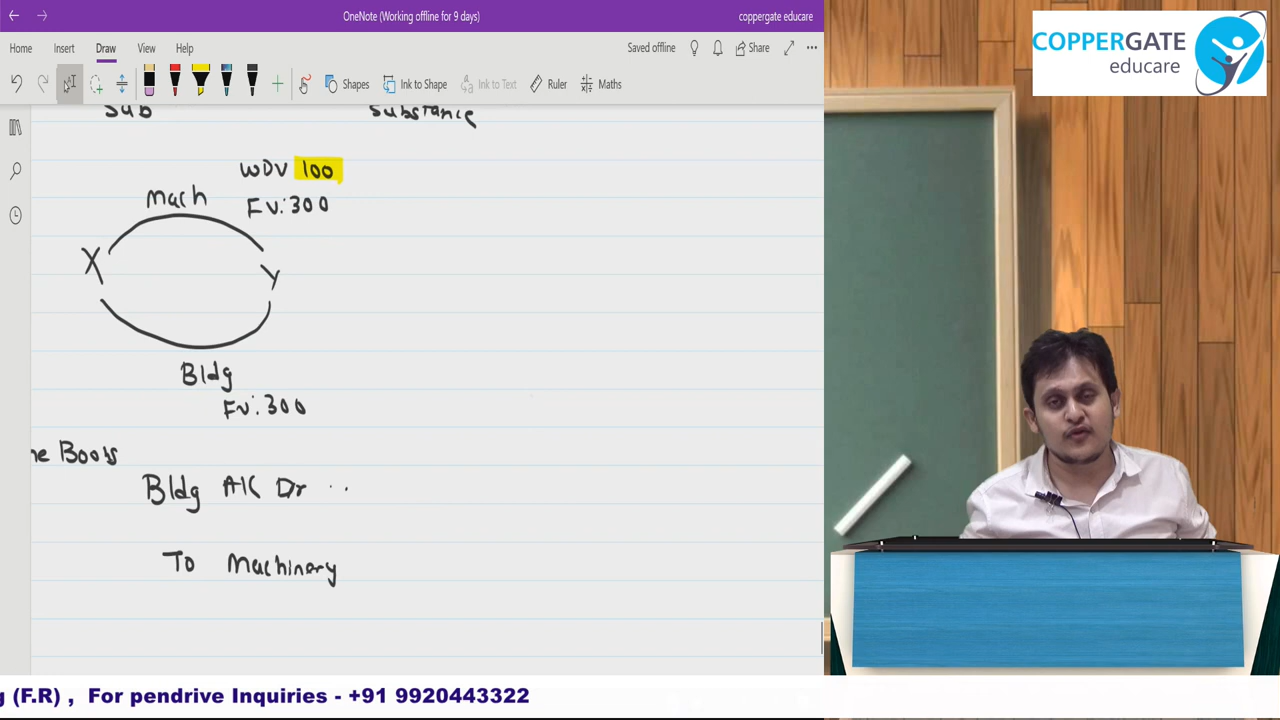 OneNote (Working offline for 9 days)
coppergate educare
Home Insert Draw View Help
Saved offline
Share
Shapes
Ink to Shape
Ink to Text
Ruler
Maths
COPPERGATE
educare
Sub Substance
WDV 100
Mach
FV: 300
X
Y
Bldg
FV: 300
he Books
Bldg A/C Dr ..
To Machinery
g (F.R) , For pendrive Inquiries - +91 9920443322